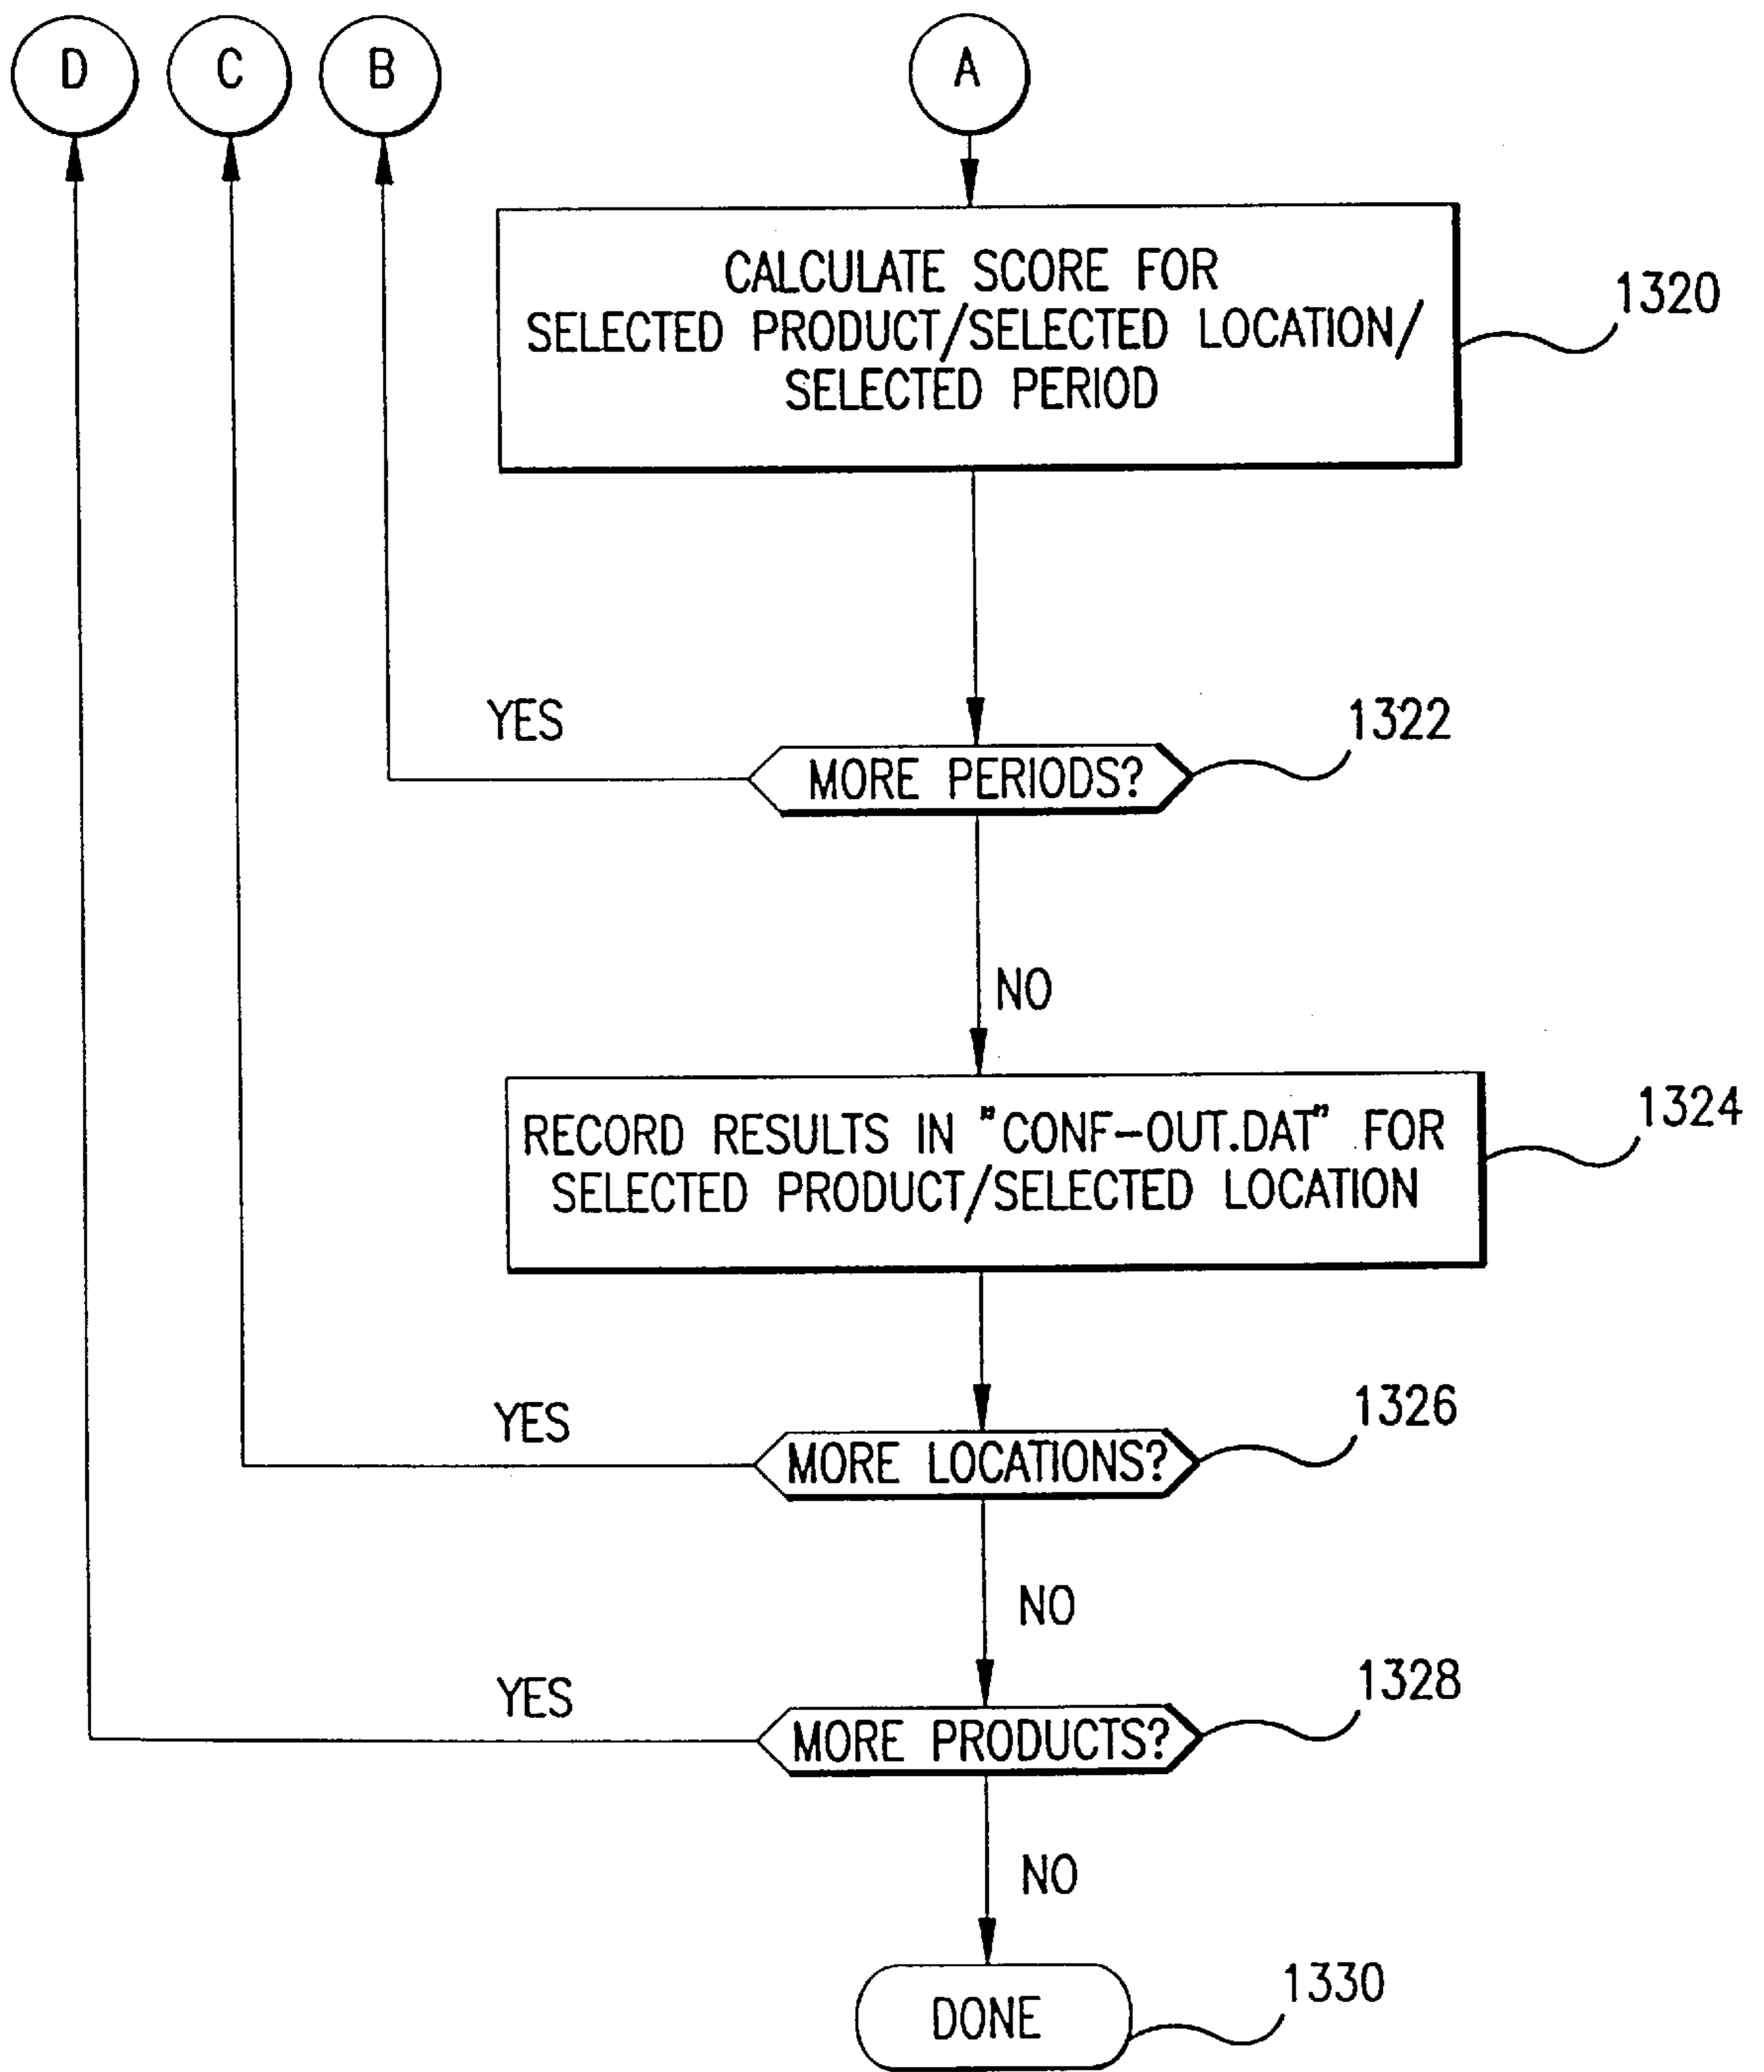 D C B A
CALCULATE SCORE FOR
SELECTED PRODUCT/SELECTED LOCATION/
SELECTED PERIOD
1320
YES
MORE PERIODS?
1322
NO
RECORD RESULTS IN "CONF-OUT.DAT" FOR
SELECTED PRODUCT/SELECTED LOCATION
1324
YES
MORE LOCATIONS?
1326
NO
YES
MORE PRODUCTS?
1328
NO
DONE
1330